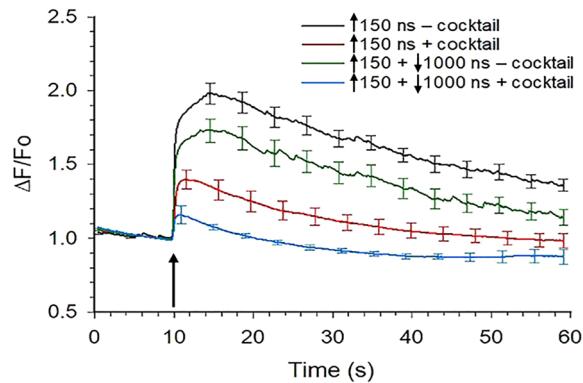 ↑150 ns – cocktail
↑150 ns + cocktail
↑150 + ↓1000 ns – cocktail
↑150 + ↓1000 ns + cocktail
2.5
2.0
1.5
1.0
0.5
ΔF/Fo
0 10 20 30 40 50 60
Time (s)